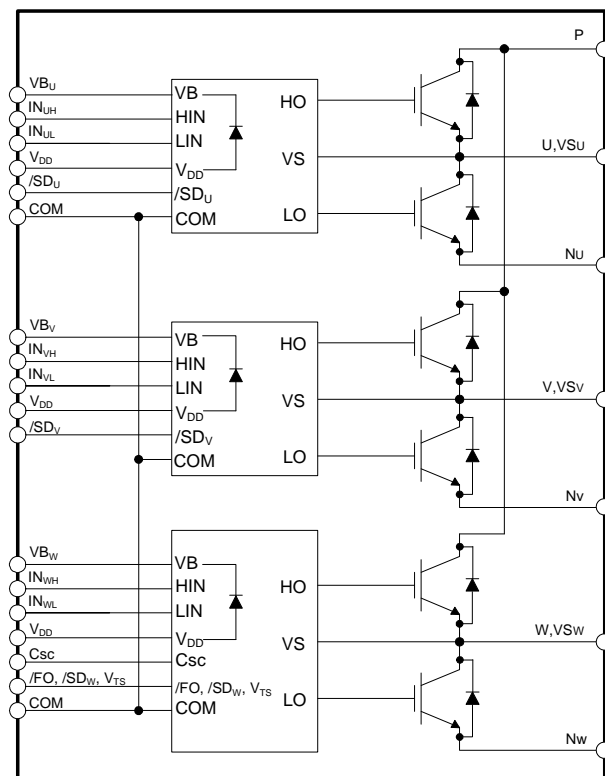 P
VBU
INUH
INUL
VDD
/SDU
COM
VB
HIN
LIN
VDD
/SDU
COM
HO
VS
LO
U,VSU
NU
VBV
INVH
INVL
VDD
/SDV
VB
HIN
LIN
VDD
/SDV
COM
HO
VS
LO
V,VSV
NV
VBW
INWH
INWL
VDD
Csc
/FO, /SDW, VTS
COM
VB
HIN
LIN
VDD
Csc
/FO, /SDW, VTS
COM
HO
VS
LO
W,VSW
NW